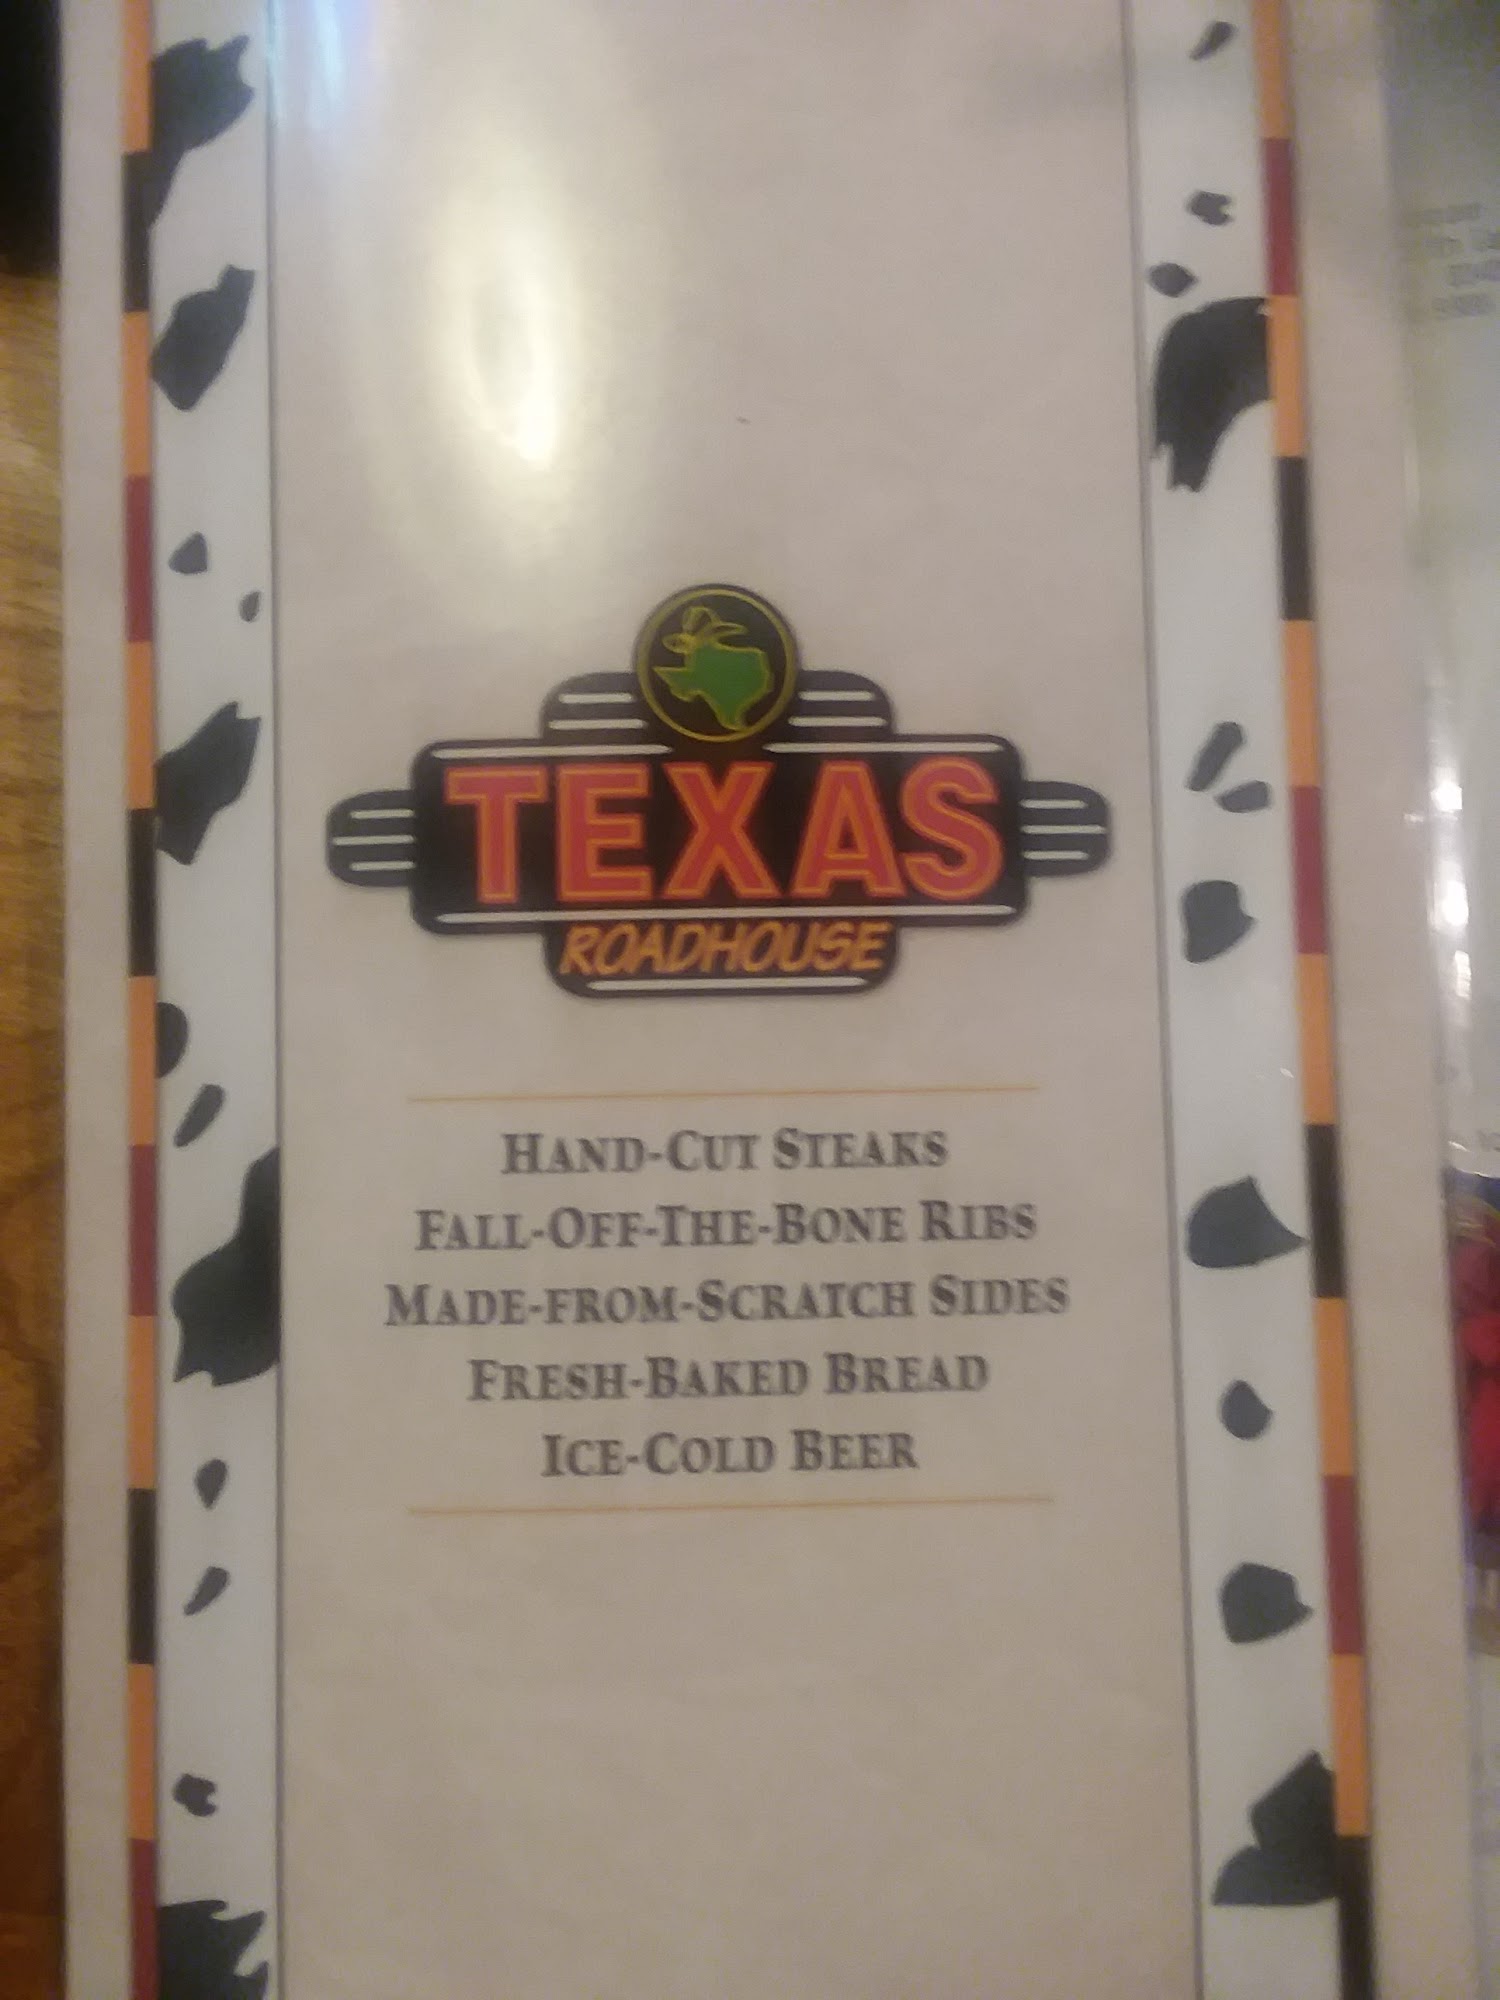 TEXAS
ROADHOUSE
HAND-CUT STEAKS
FALL-OFF-THE-BONE RIBS
MADE-FROM-SCRATCH SIDES
FRESH-BAKED BREAD
ICE-COLD BEER